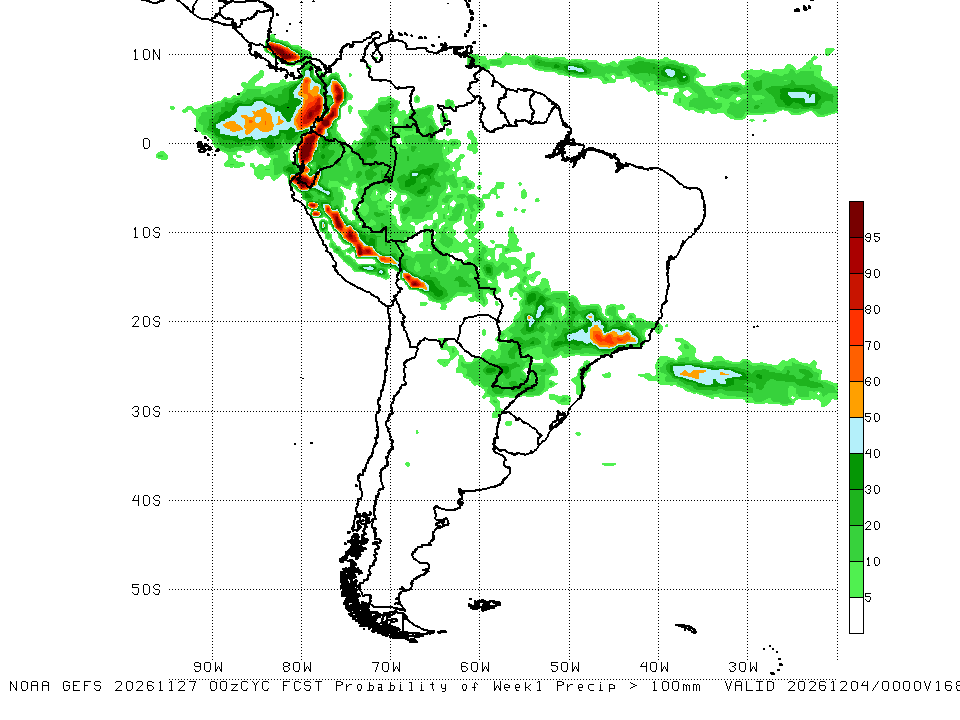 10N
0
10S
20S
30S
40S
50S
90W 80W 70W 60W 50W 40W 30W
95
90
80
70
60
50
40
30
20
10
5
NOAA GEFS 20261127 00zCYC FCST Probability of Week1 Precip > 100mm VALID 20261204/0000V168